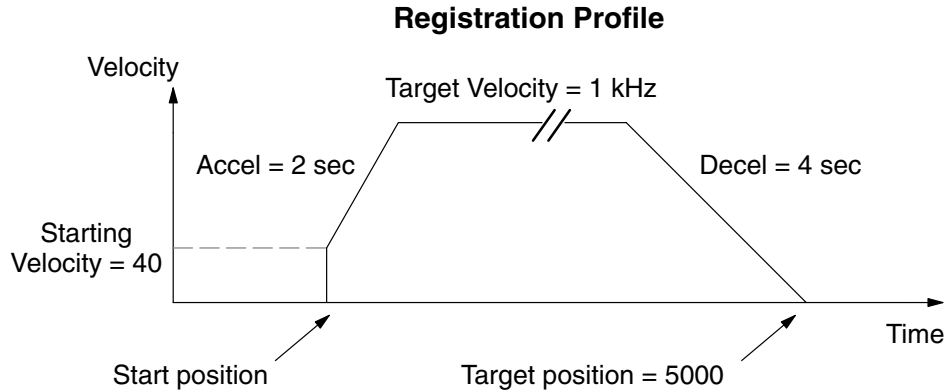 Registration Profile
Velocity
Target Velocity = 1 kHz
Accel = 2 sec
Decel = 4 sec
Starting
Velocity = 40
Time
Start position
Target position = 5000